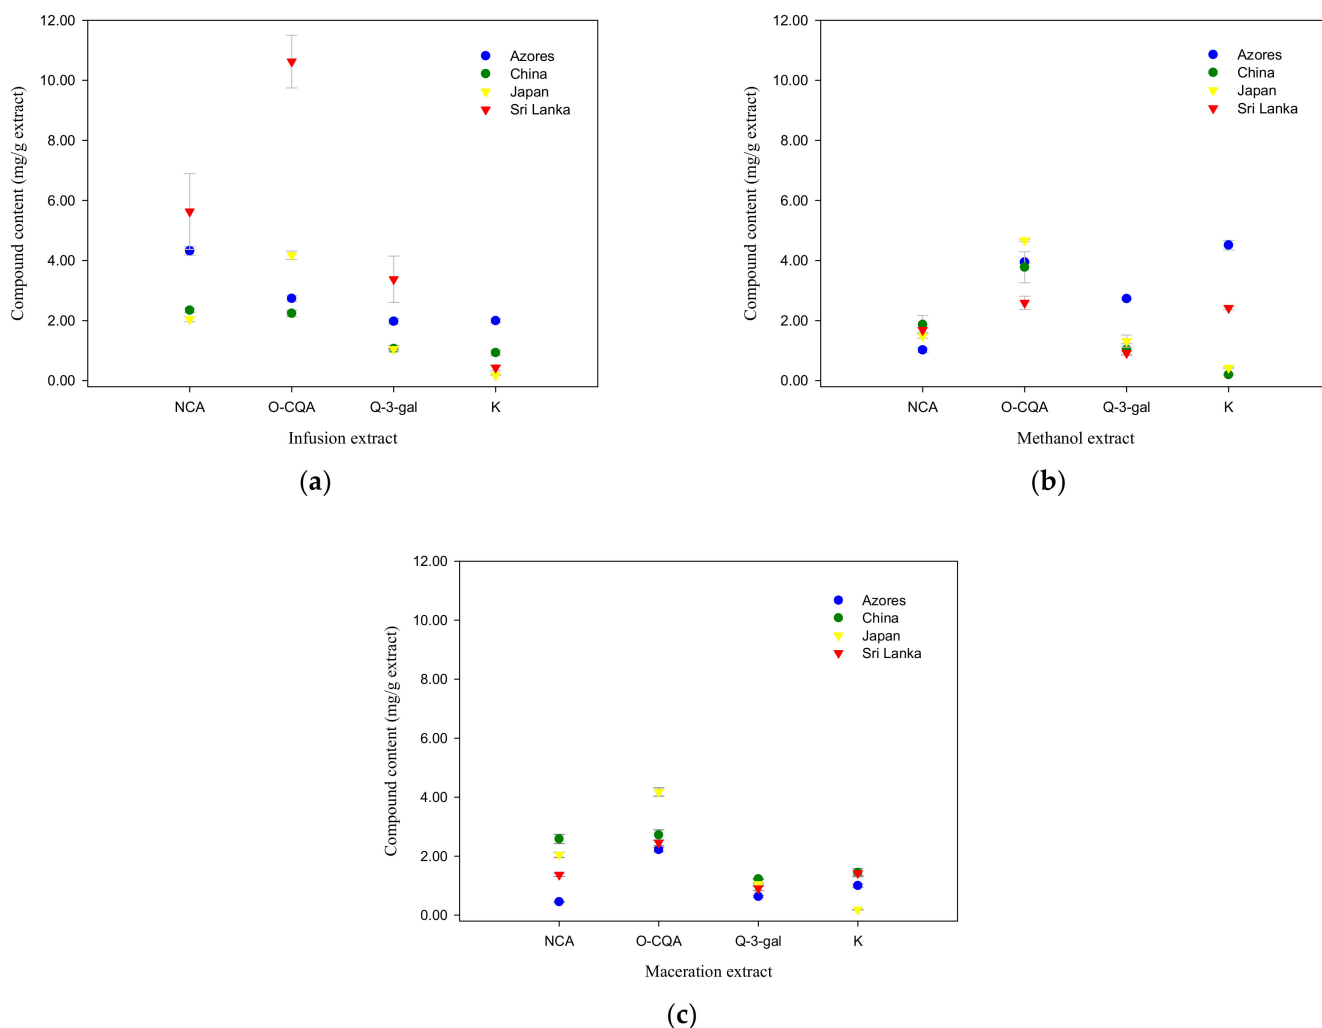 12.00
10.00
8.00
6.00
4.00
2.00
0.00
Compound content (mg/g extract)
Azores
China
Japan
Sri Lanka
NCA O-CQA Q-3-gal K
Infusion extract
(a)
12.00
10.00
8.00
6.00
4.00
2.00
0.00
Compound content (mg/g extract)
Azores
China
Japan
Sri Lanka
NCA O-CQA Q-3-gal K
Methanol extract
(b)
12.00
10.00
8.00
6.00
4.00
2.00
0.00
Compound content (mg/g extract)
Azores
China
Japan
Sri Lanka
NCA O-CQA Q-3-gal K
Maceration extract
(c)